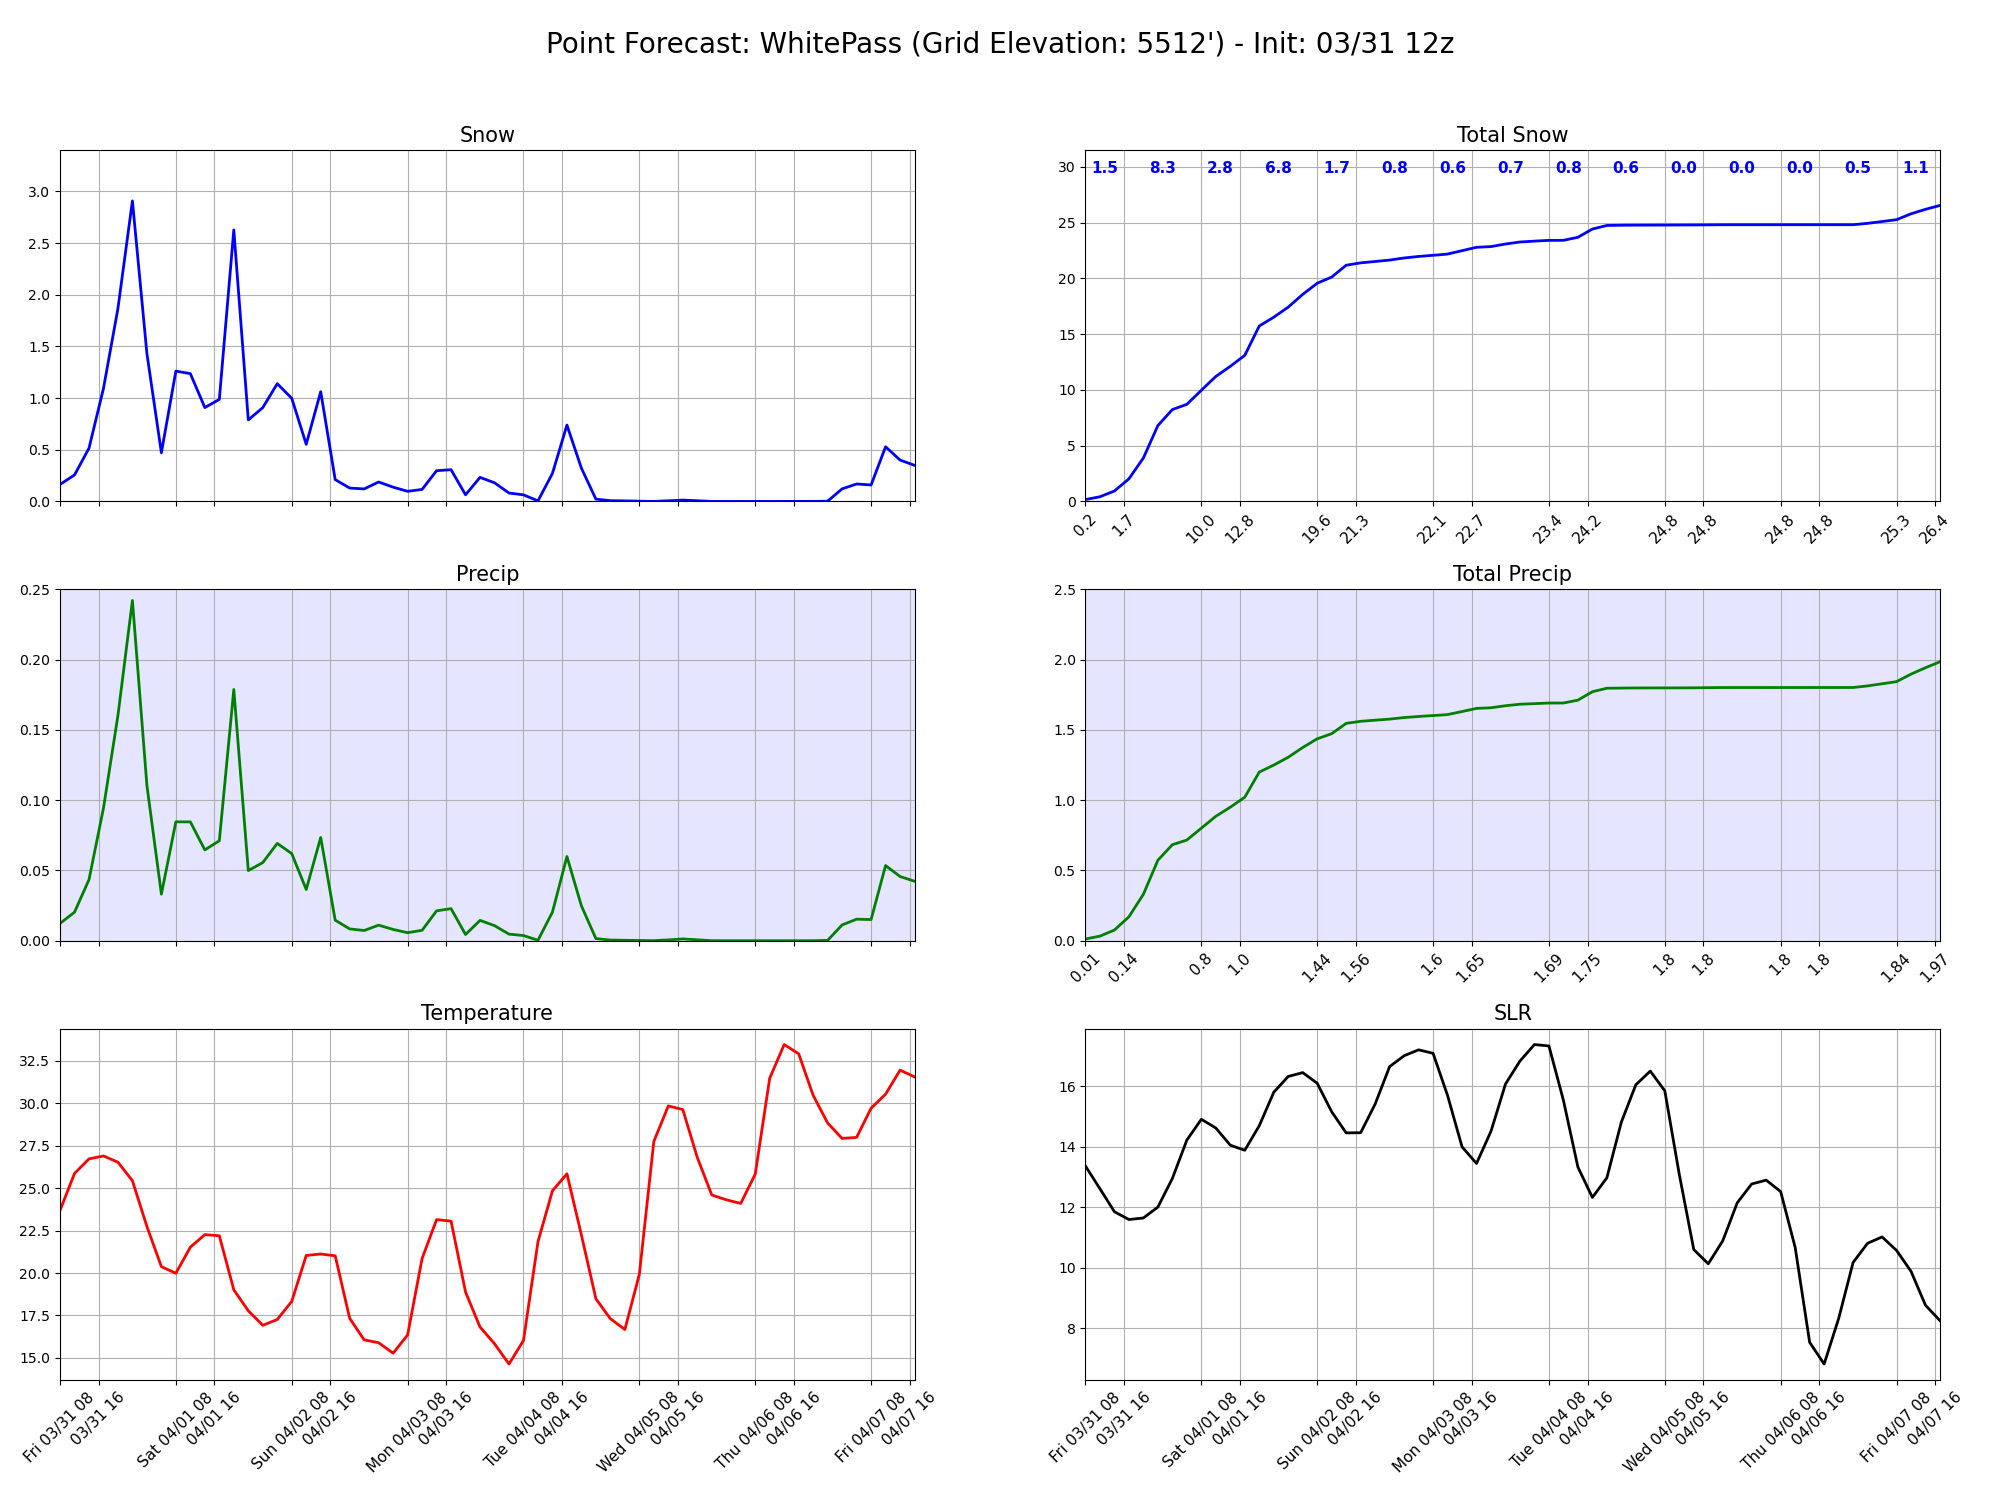 Point Forecast: WhitePass (Grid Elevation: 5512') - Init: 03/31 12z
Snow
3.0
2.5
2.0
1.5
1.0
0.5
0.0
Total Snow
1.5 8.3 2.8 6.8 1.7 0.8 0.6 0.7 0.8 0.6 0.0 0.0 0.0 0.5 1.1
30
25
20
15
10
5
0
0.2 1.7 10.0 12.8 19.6 21.3 22.1 22.7 23.4 24.2 24.8 24.8 24.8 24.8 25.3 26.4
Precip
0.25
0.20
0.15
0.10
0.05
0.00
Total Precip
2.5
2.0
1.5
1.0
0.5
0.0
0.01 0.14 0.8 1.0 1.44 1.56 1.6 1.65 1.69 1.75 1.8 1.8 1.8 1.8 1.84 1.97
Temperature
32.5
30.0
27.5
25.0
22.5
20.0
17.5
15.0
Fri 03/31 08
03/31 16
Sat 04/01 08
04/01 16
Sun 04/02 08
04/02 16
Mon 04/03 08
04/03 16
Tue 04/04 08
04/04 16
Wed 04/05 08
04/05 16
Thu 04/06 08
04/06 16
Fri 04/07 08
04/07 16
SLR
16
14
12
10
8
Fri 03/31 08
03/31 16
Sat 04/01 08
04/01 16
Sun 04/02 08
04/02 16
Mon 04/03 08
04/03 16
Tue 04/04 08
04/04 16
Wed 04/05 08
04/05 16
Thu 04/06 08
04/06 16
Fri 04/07 08
04/07 16